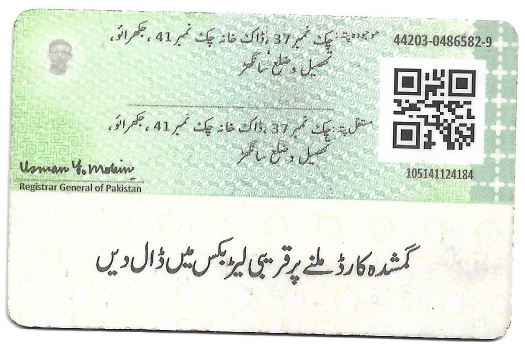 44203-0486582-9
موجودہ پتہ: چک نمبر 37، ڈاک خانہ چک نمبر 41، جکھراؤ،
تحصیل و ضلع سانگھڑ
مستقل پتہ: چک نمبر 37، ڈاک خانہ چک نمبر 41، جکھراؤ،
تحصیل و ضلع سانگھڑ
105141124184
Usman Y. Mobin
Registrar General of Pakistan
گمشدہ کارڈ ملنے پر قریبی لیٹر بکس میں ڈال دیں